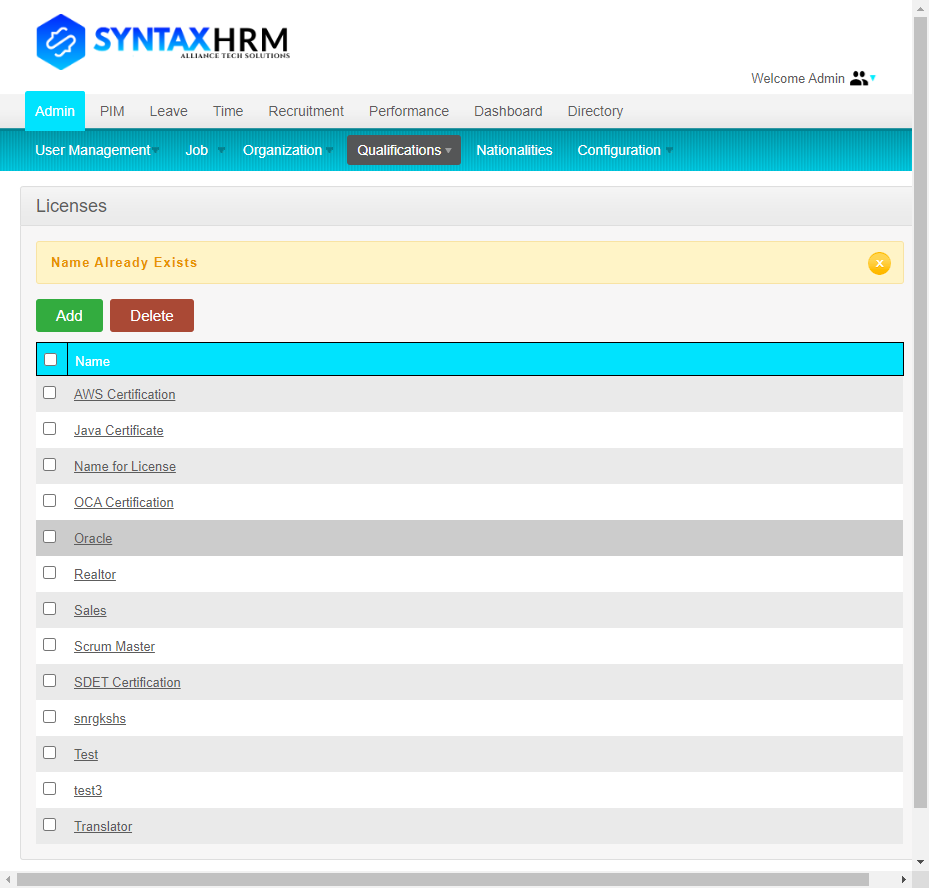 SYNTAXHRM
ALLIANCE TECH SOLUTIONS
Welcome Admin
Admin PIM Leave Time Recruitment Performance Dashboard Directory
User Management Job Organization Qualifications Nationalities Configuration
Licenses
Name Already Exists
Add Delete
Name
AWS Certification
Java Certificate
Name for License
OCA Certification
Oracle
Realtor
Sales
Scrum Master
SDET Certification
snrgkshs
Test
test3
Translator